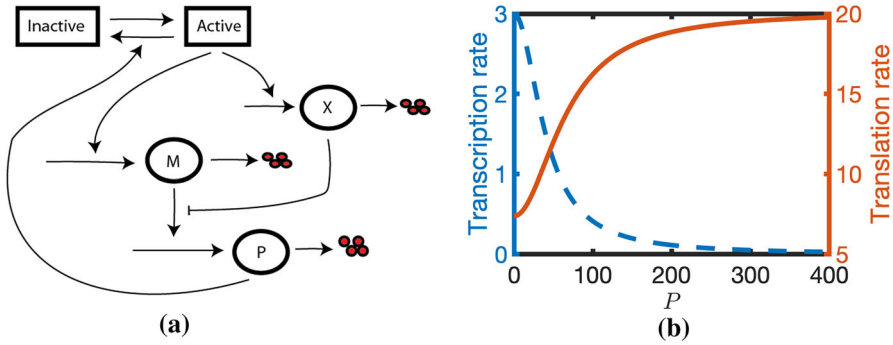 Inactive
Active
X
M
P
(a)
Transcription rate
3
2
1
0
Translation rate
20
15
10
5
0 100 200 300 400
P
(b)